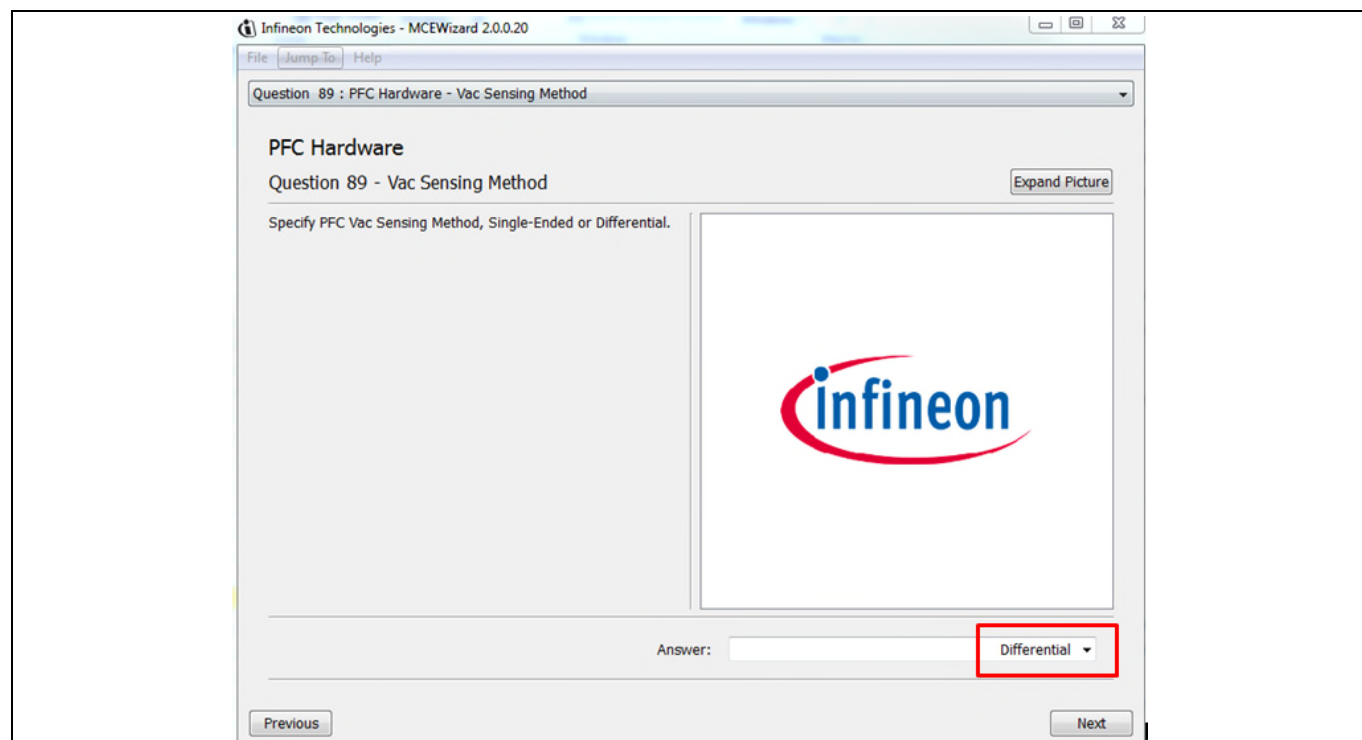 Infineon Technologies - MCEWizard 2.0.0.20
File Jump To Help
Question 89 : PFC Hardware - Vac Sensing Method
PFC Hardware
Question 89 - Vac Sensing Method
Expand Picture
Specify PFC Vac Sensing Method, Single-Ended or Differential.
infineon
Answer: Differential
Previous Next